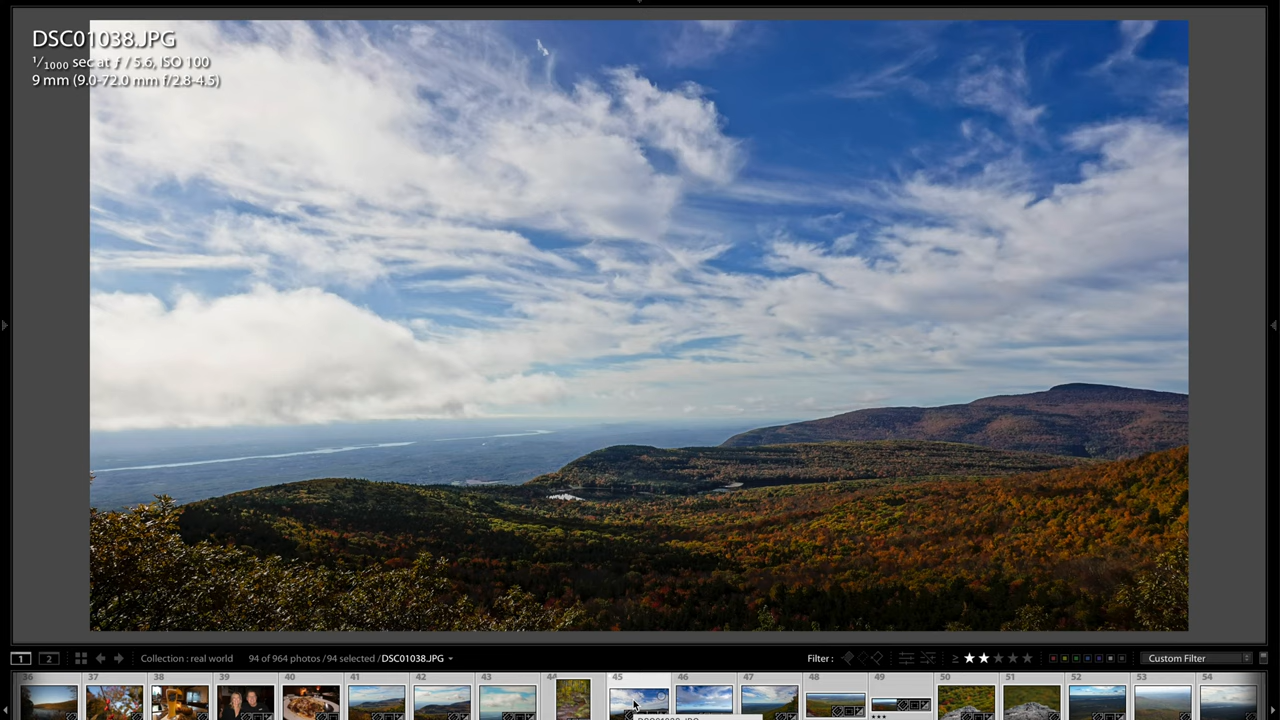 DSC01038.JPG
1/1000 sec at ƒ / 5.6, ISO 100
9 mm (9.0-72.0 mm f/2.8-4.5)
1 2 Collection : real world 94 of 964 photos /94 selected /DSC01038.JPG Filter : ≥ ★★★★★ Custom Filter
36 37 38 39 40 41 42 43 44 45 46 47 48 49 50 51 52 53 54
★★★
DSC01038.JPG